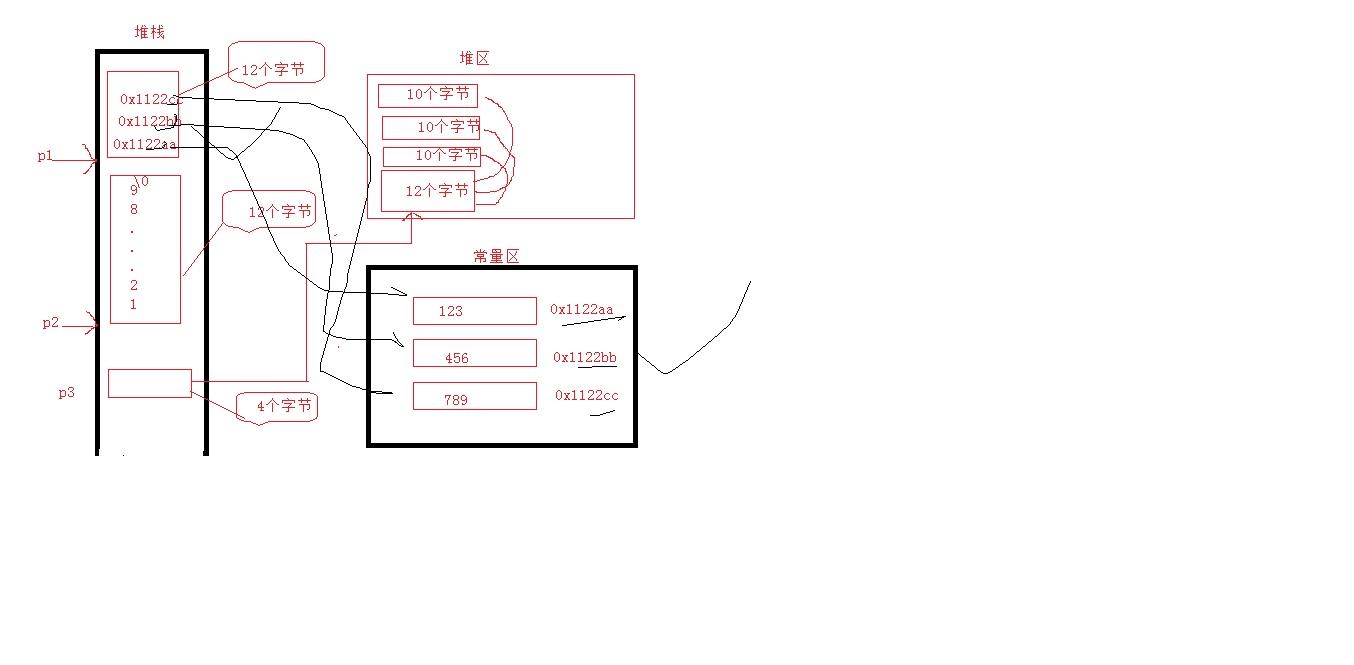 堆栈
12个字节
0x1122cc
0x1122bb
0x1122aa
p1
\0
9
8
.
.
.
2
1
12个字节
p2
p3
4个字节
堆区
10个字节
10个字节
10个字节
12个字节
常量区
123 0x1122aa
456 0x1122bb
789 0x1122cc